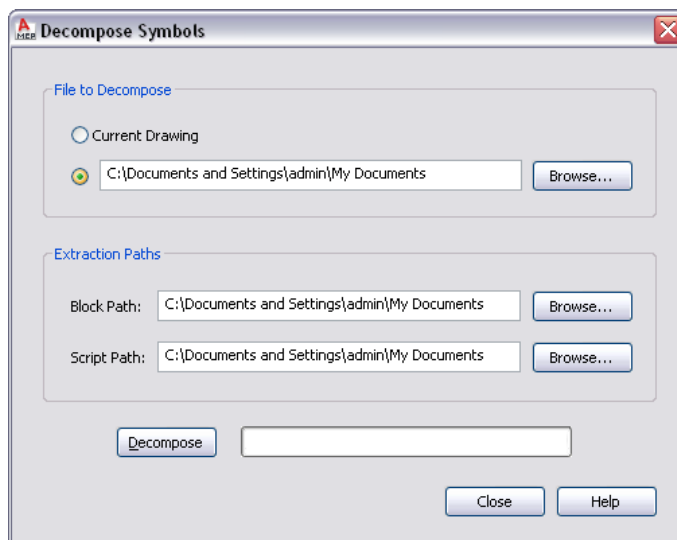 A MEP Decompose Symbols
File to Decompose
Current Drawing
C:\Documents and Settings\admin\My Documents Browse...
Extraction Paths
Block Path: C:\Documents and Settings\admin\My Documents Browse...
Script Path: C:\Documents and Settings\admin\My Documents Browse...
Decompose
Close Help